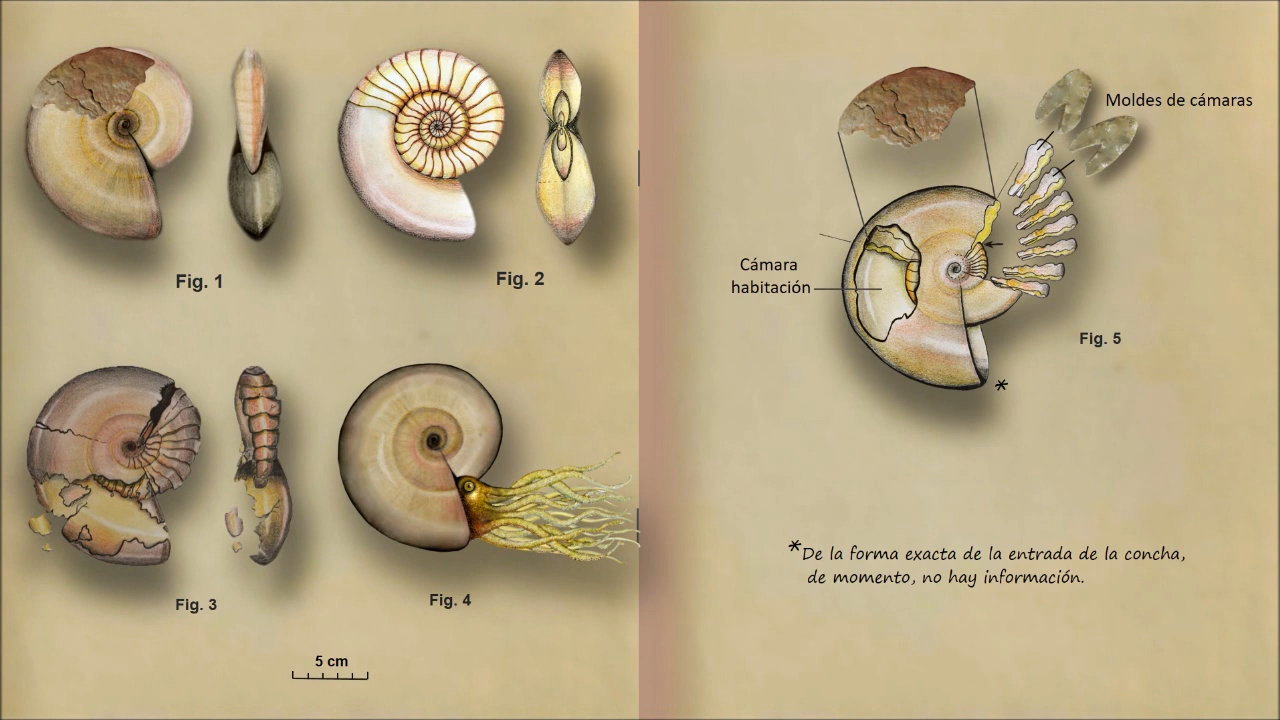 Fig. 1
Fig. 2
Fig. 3
Fig. 4
5 cm
Moldes de cámaras
Cámara
habitación
Fig. 5
*
*De la forma exacta de la entrada de la concha,
de momento, no hay información.